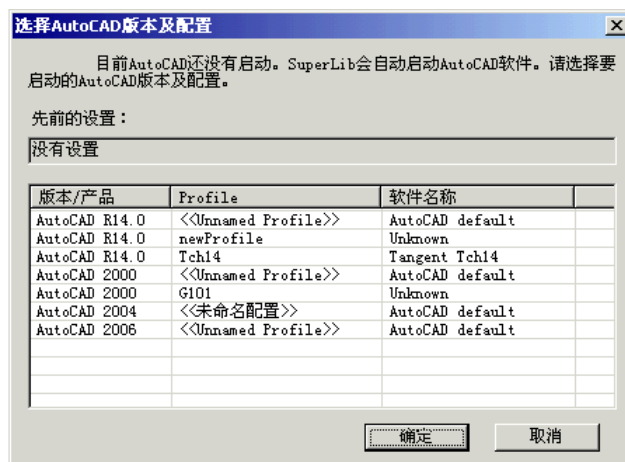 选择AutoCAD版本及配置
目前AutoCAD还没有启动。SuperLib会自动启动AutoCAD软件。请选择要
启动的AutoCAD版本及配置。
先前的设置：
没有设置
版本/产品 Profile 软件名称
AutoCAD R14.0 <<Unnamed Profile>> AutoCAD default
AutoCAD R14.0 newProfile Unknown
AutoCAD R14.0 Tch14 Tangent Tch14
AutoCAD 2000 <<Unnamed Profile>> AutoCAD default
AutoCAD 2000 G101 Unknown
AutoCAD 2004 <<未命名配置>> AutoCAD default
AutoCAD 2006 <<Unnamed Profile>> AutoCAD default
确定 取消